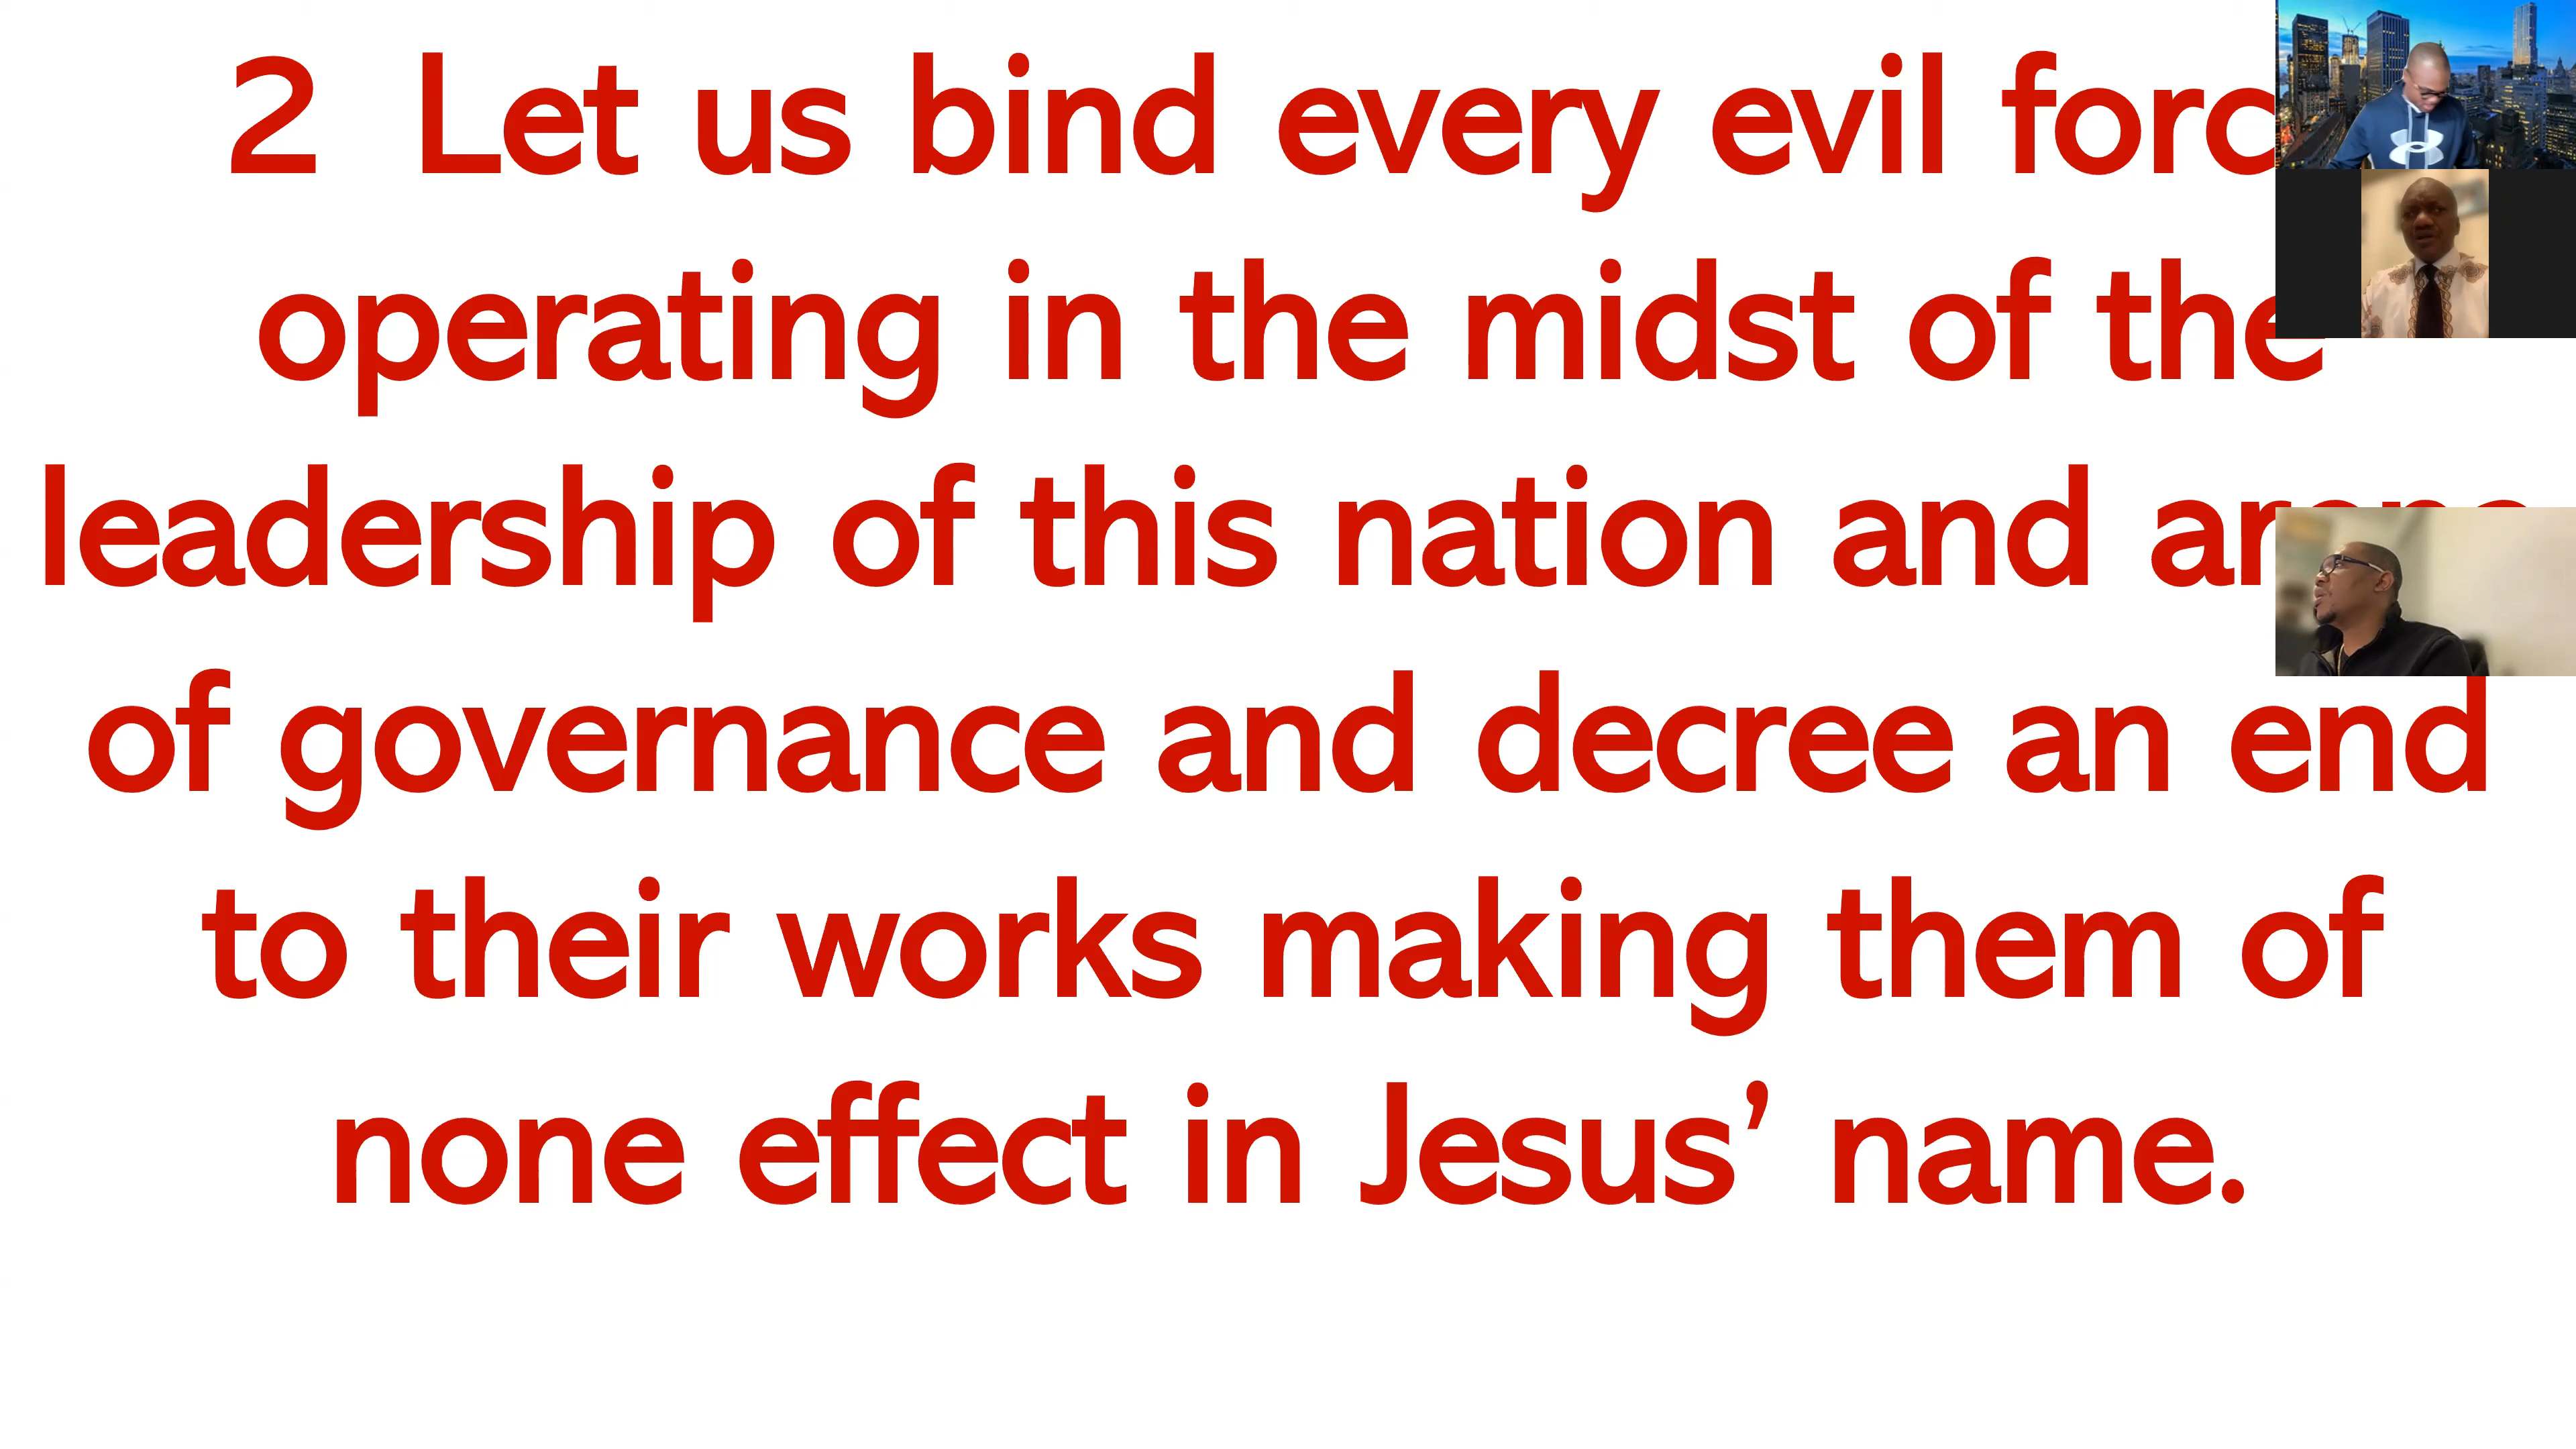 2 Let us bind every evil forc
operating in the midst of the
leadership of this nation and
of governance and decree an end
to their works making them of
none effect in Jesus’ name.